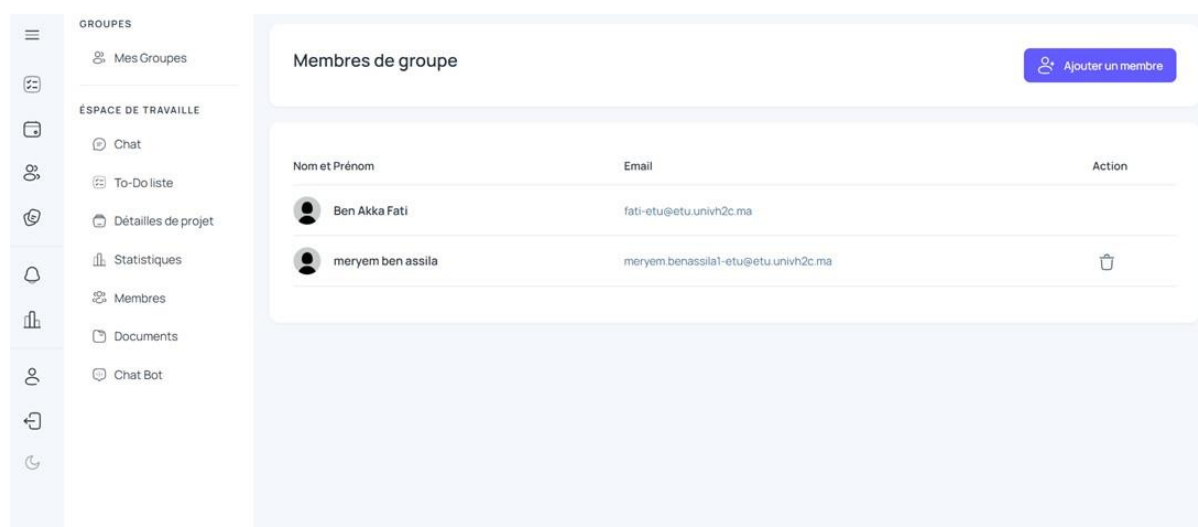 GROUPES
Mes Groupes
ÉSPACE DE TRAVAILLE
Chat
To-Do liste
Détailles de projet
Statistiques
Membres
Documents
Chat Bot
Membres de groupe
Ajouter un membre
Nom et Prénom Email Action
Ben Akka Fati fati-etu@etu.univh2c.ma
meryem ben assila meryem.benassila1-etu@etu.univh2c.ma